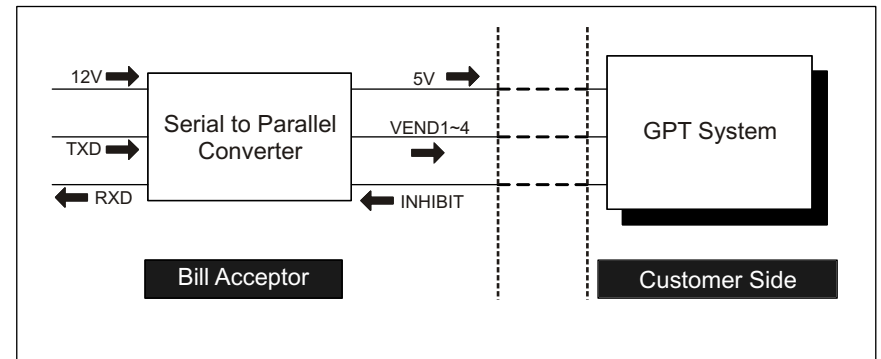 12V
5V
Serial to Parallel
Converter
GPT System
VEND1~4
TXD
RXD
INHIBIT
Bill Acceptor
Customer Side